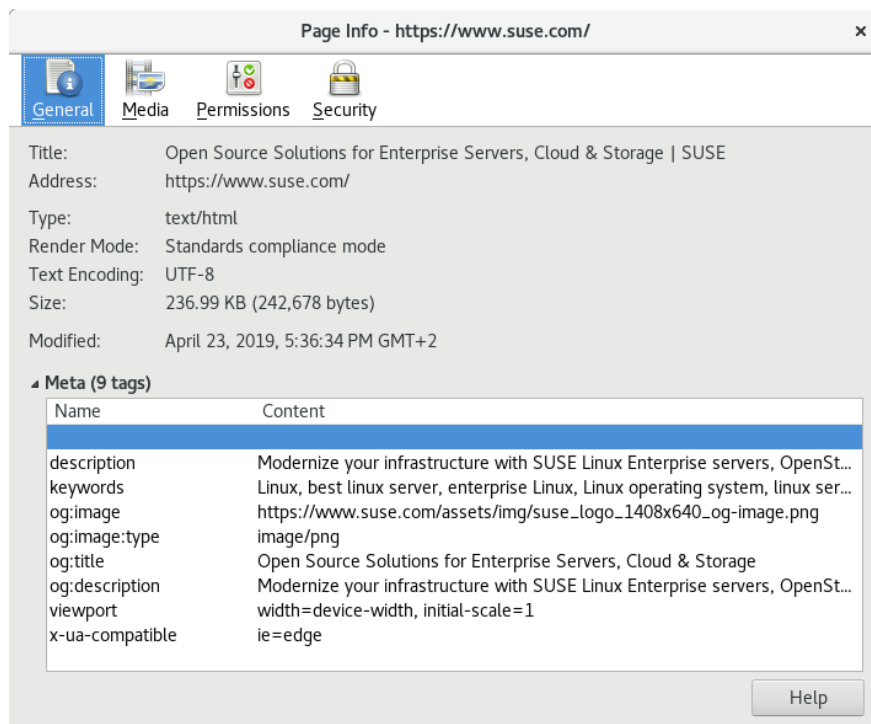 Page Info - https://www.suse.com/
General Media Permissions Security
Title: Open Source Solutions for Enterprise Servers, Cloud & Storage | SUSE
Address: https://www.suse.com/
Type: text/html
Render Mode: Standards compliance mode
Text Encoding: UTF-8
Size: 236.99 KB (242,678 bytes)
Modified: April 23, 2019, 5:36:34 PM GMT+2
Meta (9 tags)
Name Content
description Modernize your infrastructure with SUSE Linux Enterprise servers, OpenSt...
keywords Linux, best linux server, enterprise Linux, Linux operating system, linux ser...
og:image https://www.suse.com/assets/img/suse_logo_1408x640_og-image.png
og:image:type image/png
og:title Open Source Solutions for Enterprise Servers, Cloud & Storage
og:description Modernize your infrastructure with SUSE Linux Enterprise servers, OpenSt...
viewport width=device-width, initial-scale=1
x-ua-compatible ie=edge
Help